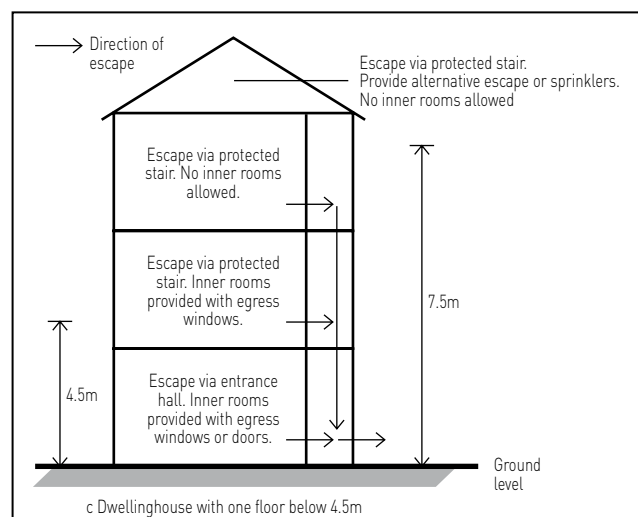 Direction of
escape
Escape via protected stair.
Provide alternative escape or sprinklers.
No inner rooms allowed
Escape via protected
stair. No inner rooms
allowed.
Escape via protected
stair. Inner rooms
provided with egress
windows.
7.5m
4.5m
Escape via entrance
hall. Inner rooms
provided with egress
windows or doors.
Ground
level
c Dwellinghouse with one floor below 4.5m